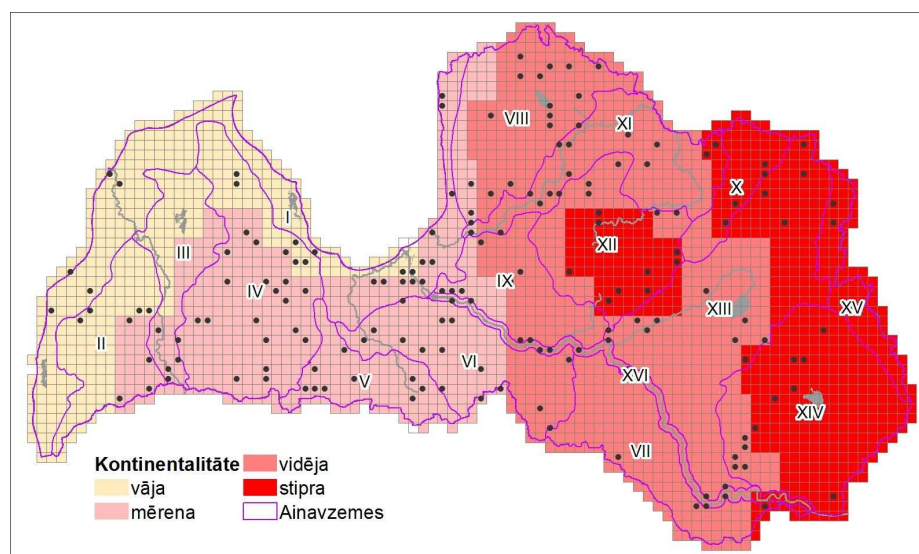 VIII
XI
X
I
III
XII
IV
IX
XIII
XV
II
VI
V
XVI
XIV
VII
Kontinentalitāte
vāja
mērena
vidēja
stipra
Ainavzemes